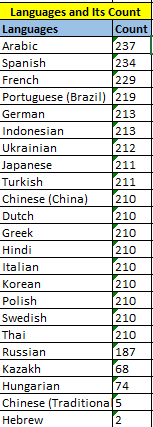 Languages and Its Count
Languages Count
Arabic 237
Spanish 234
French 229
Portuguese (Brazil) 219
German 213
Indonesian 213
Ukrainian 212
Japanese 211
Turkish 211
Chinese (China) 210
Dutch 210
Greek 210
Hindi 210
Italian 210
Korean 210
Polish 210
Swedish 210
Thai 210
Russian 187
Kazakh 68
Hungarian 74
Chinese (Traditional 5
Hebrew 2